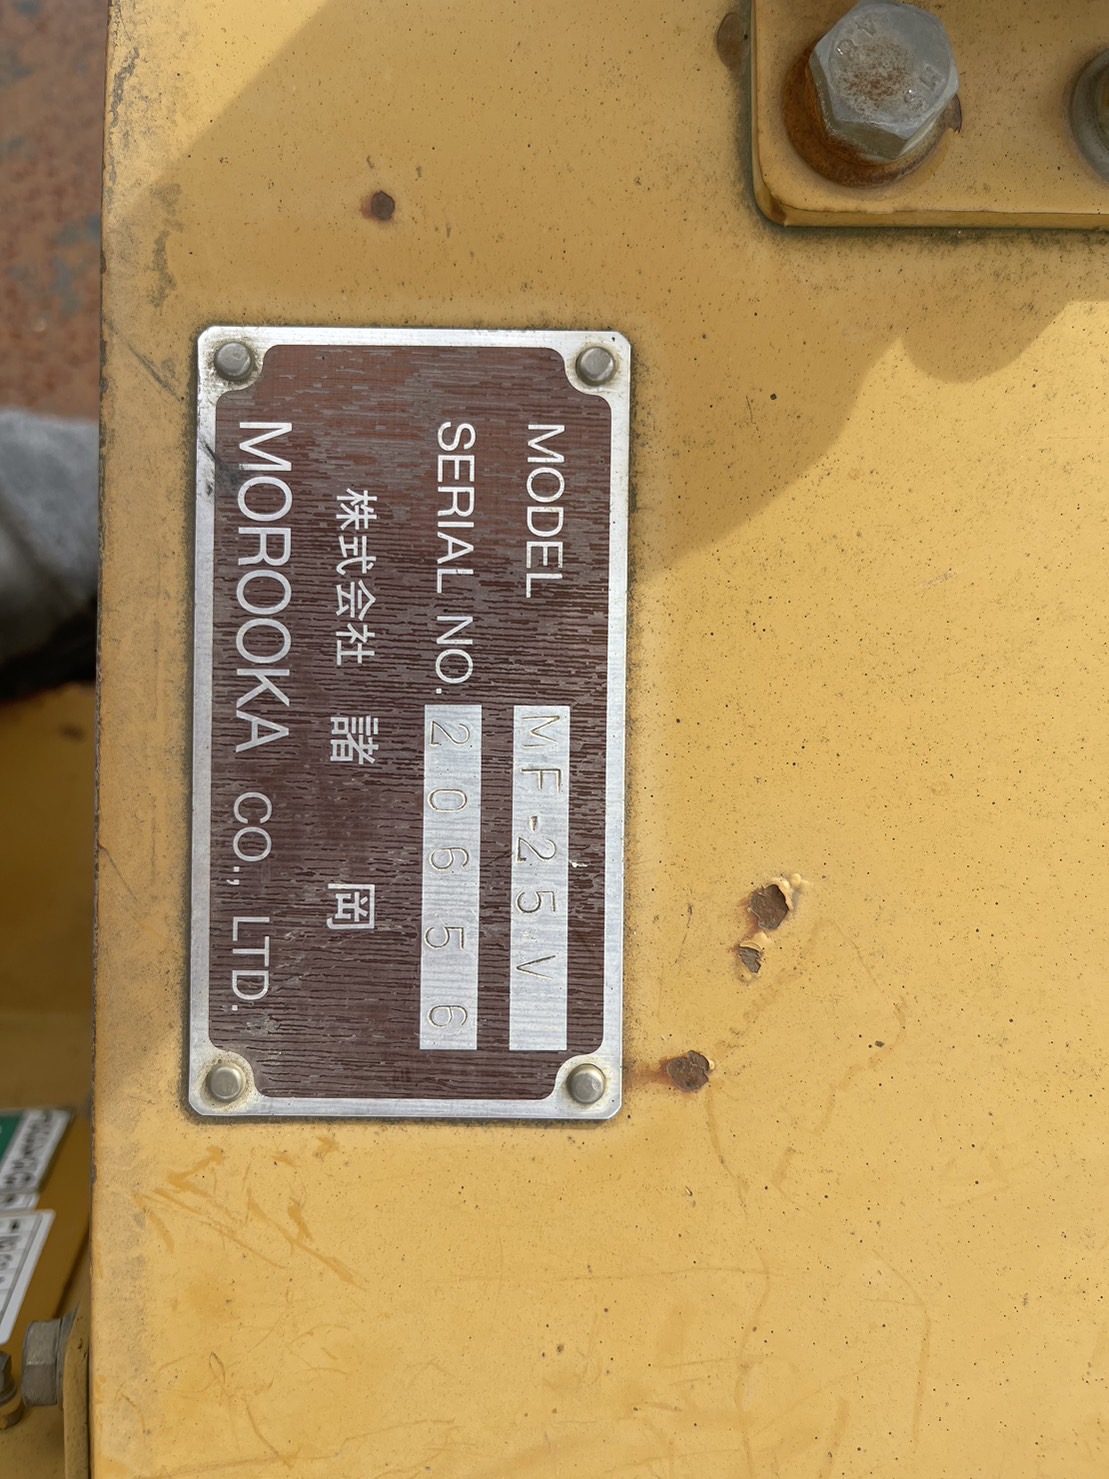 MODEL MF-25V
SERIAL NO. 20656
株式会社 諸岡
MOROOKA CO., LTD.